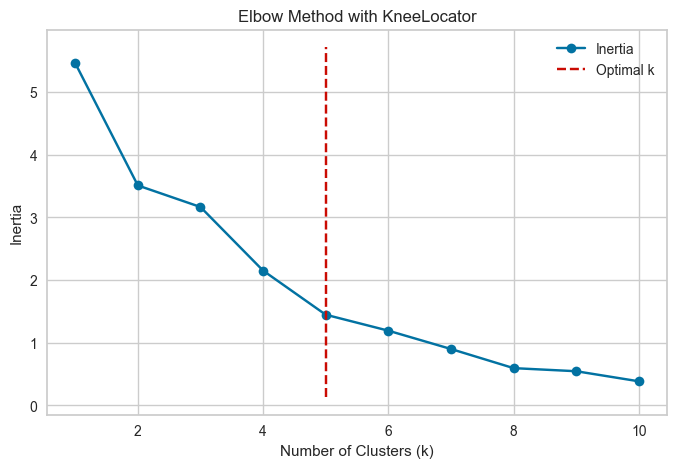 Elbow Method with KneeLocator
Inertia
Optimal k
5
4
3
2
1
0
Inertia
2
4
6
8
10
Number of Clusters (k)